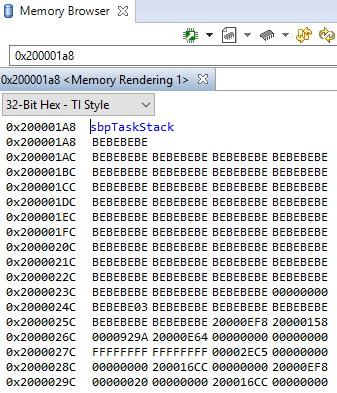 Memory Browser
0x200001a8
0x200001a8 <Memory Rendering 1>
32-Bit Hex - TI Style
0x200001A8 sbpTaskStack
0x200001A8 BEBEBEBE
0x200001AC BEBEBEBE BEBEBEBE BEBEBEBE BEBEBEBE
0x200001BC BEBEBEBE BEBEBEBE BEBEBEBE BEBEBEBE
0x200001CC BEBEBEBE BEBEBEBE BEBEBEBE BEBEBEBE
0x200001DC BEBEBEBE BEBEBEBE BEBEBEBE BEBEBEBE
0x200001EC BEBEBEBE BEBEBEBE BEBEBEBE BEBEBEBE
0x200001FC BEBEBEBE BEBEBEBE BEBEBEBE BEBEBEBE
0x2000020C BEBEBEBE BEBEBEBE BEBEBEBE BEBEBEBE
0x2000021C BEBEBEBE BEBEBEBE BEBEBEBE BEBEBEBE
0x2000022C BEBEBEBE BEBEBEBE BEBEBEBE BEBEBEBE
0x2000023C BEBEBEBE BEBEBEBE BEBEBEBE 00000000
0x2000024C BEBEBE03 BEBEBEBE BEBEBEBE BEBEBEBE
0x2000025C BEBEBEBE BEBEBEBE 20000EF8 20000158
0x2000026C 0000929A 20000E64 00000000 00000000
0x2000027C FFFFFFFF FFFFFFFF 00002EC5 00000000
0x2000028C 00000000 200016CC 00000000 20000EF8
0x2000029C 00000020 00000000 200016CC 00000000